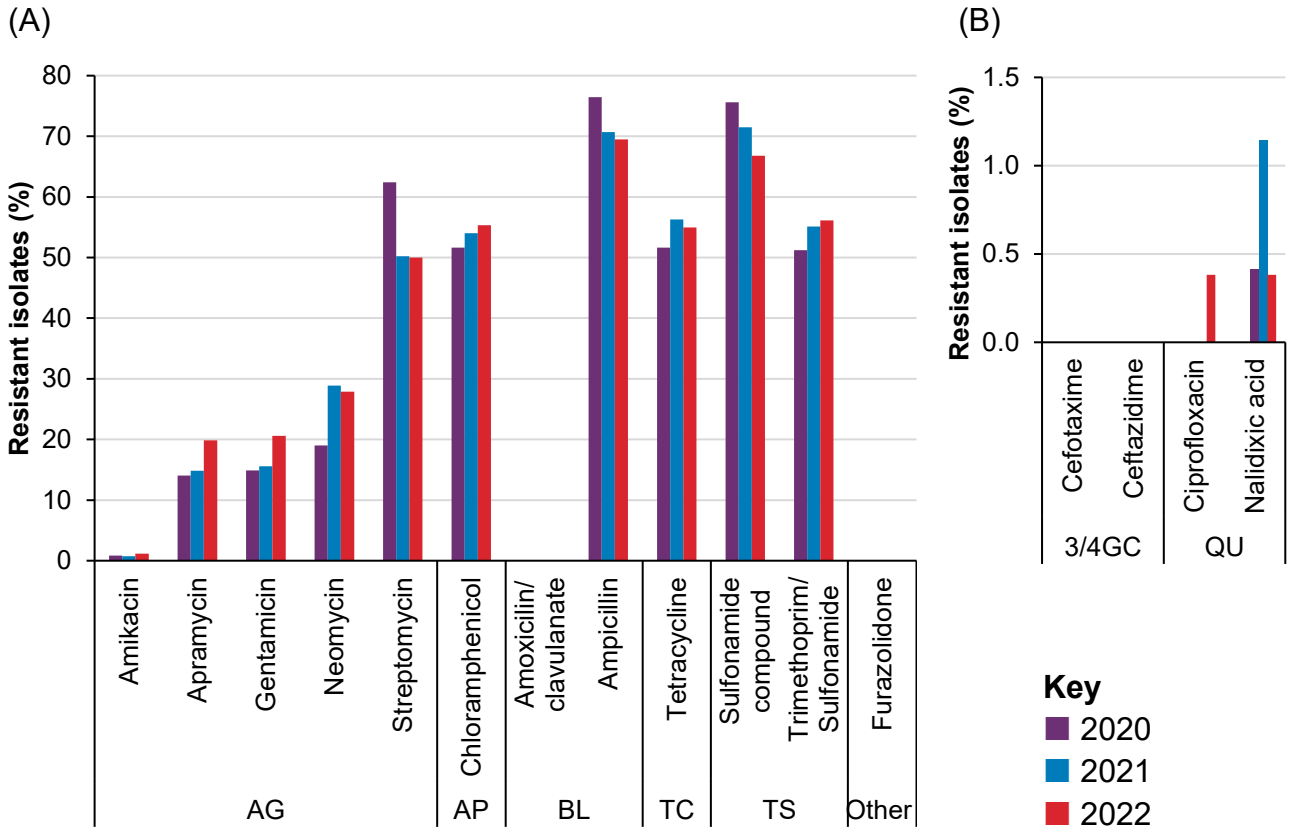 (A)
Resistant isolates (%)
80
70
60
50
40
30
20
10
0
Amikacin
Apramycin
Gentamicin
Neomycin
Streptomycin
Chloramphenicol
Amoxicilin/
clavulanate
Ampicillin
Tetracycline
Sulfonamide
compound
Trimethoprim/
Sulfonamide
Furazolidone
AG
AP
BL
TC
TS
Other
(B)
Resistant isolates (%)
1.5
1.0
0.5
0.0
Cefotaxime
Ceftazidime
Ciprofloxacin
Nalidixic acid
3/4GC
QU
Key
2020
2021
2022